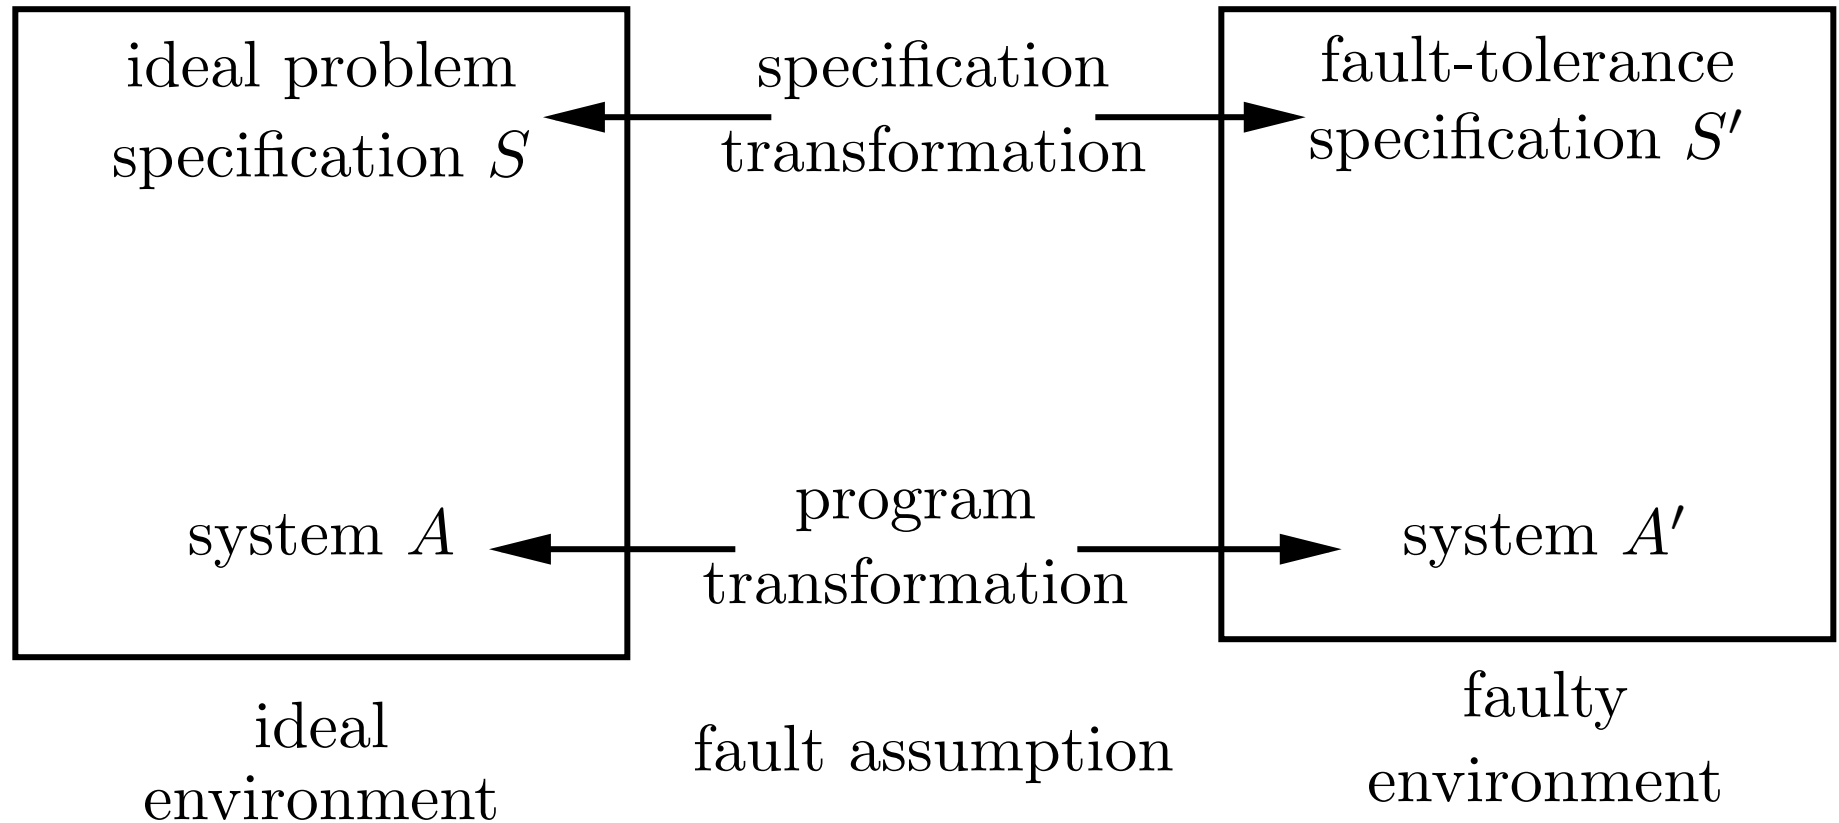 ideal problem
specification S
specification
transformation
fault-tolerance
specification S′
system A
program
transformation
system A′
ideal
environment
fault assumption
faulty
environment